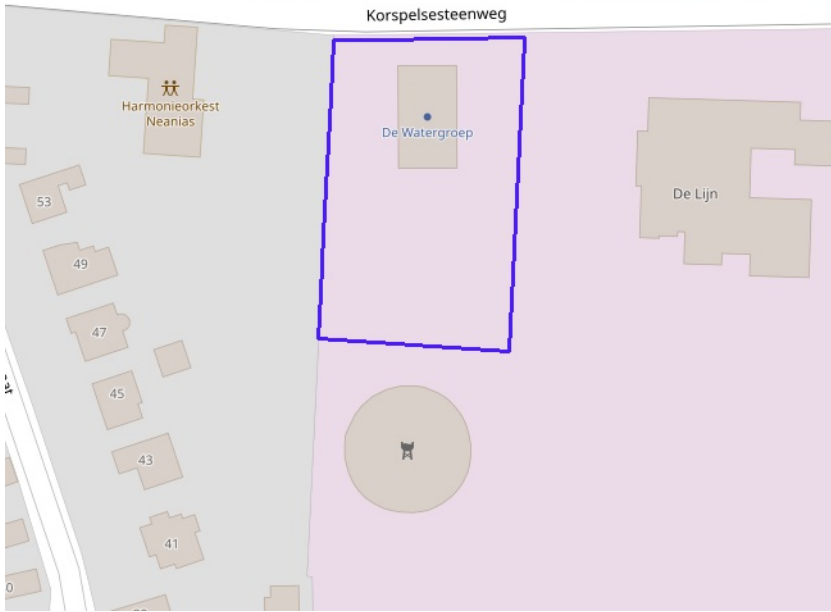 Korspelsesteenweg
Harmonieorkest
Neanias
De Watergroep
De Lijn
53
49
47
45
43
41